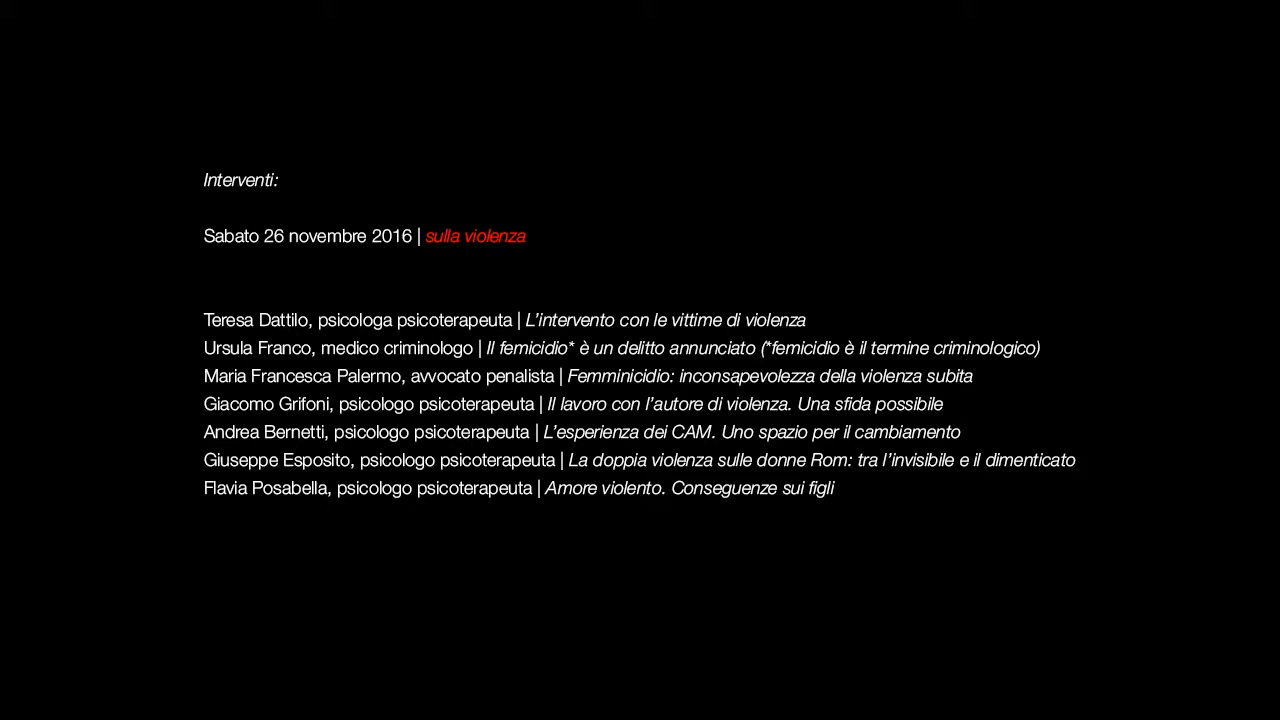 Interventi:
Sabato 26 novembre 2016 | sulla violenza
Teresa Dattilo, psicologa psicoterapeuta | L'intervento con le vittime di violenza
Ursula Franco, medico criminologo | Il femicidio* è un delitto annunciato (*femicidio è il termine criminologico)
Maria Francesca Palermo, avvocato penalista | Femminicidio: inconsapevolezza della violenza subita
Giacomo Grifoni, psicologo psicoterapeuta | Il lavoro con l'autore di violenza. Una sfida possibile
Andrea Bernetti, psicologo psicoterapeuta | L'esperienza dei CAM. Uno spazio per il cambiamento
Giuseppe Esposito, psicologo psicoterapeuta | La doppia violenza sulle donne Rom: tra l'invisibile e il dimenticato
Flavia Posabella, psicologo psicoterapeuta | Amore violento. Conseguenze sui figli